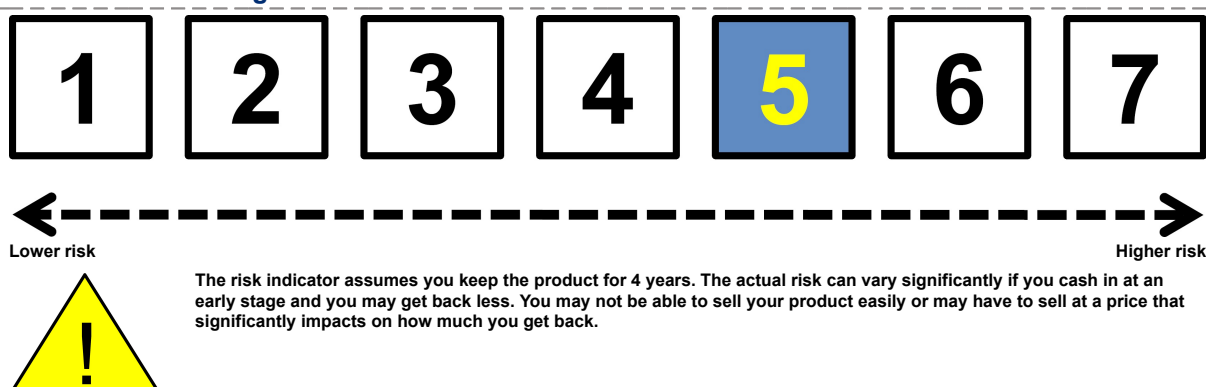 1 2 3 4 5 6 7
Lower risk Higher risk
The risk indicator assumes you keep the product for 4 years. The actual risk can vary significantly if you cash in at an
early stage and you may get back less. You may not be able to sell your product easily or may have to sell at a price that
significantly impacts on how much you get back.
!